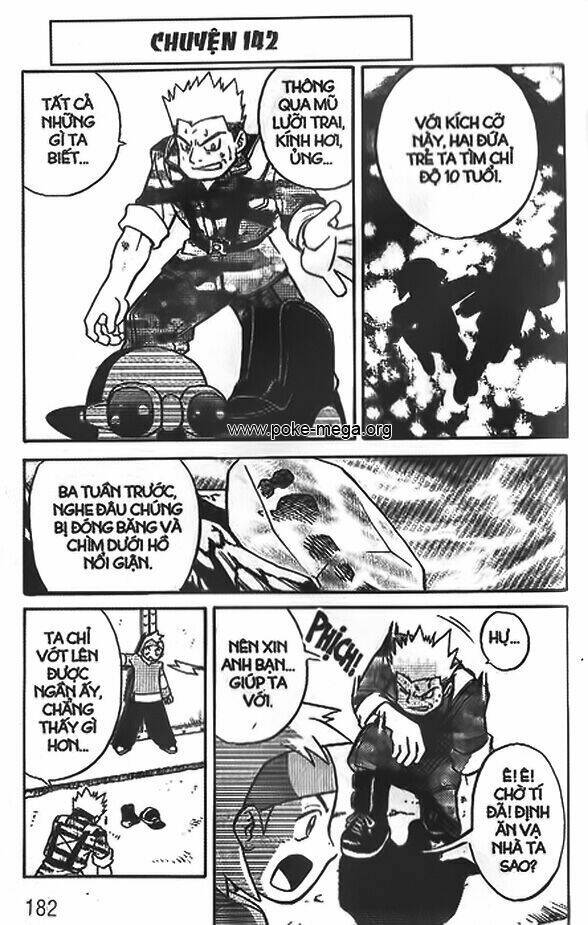 CHUYỆN 142
TẤT CẢ
NHỮNG
GÌ TA
BIẾT...
THÔNG
QUA MŨ
LƯỠI TRAI,
KÍNH HƠI,
ỦNG...
VỚI KÍCH CỠ
NÀY, HAI ĐỨA
TRẺ TA TÌM CHỈ
ĐỘ 10 TUỔI.
www.poke-mega.org
BA TUẦN TRƯỚC,
NGHE ĐÂU CHÚNG
BỊ ĐÓNG BĂNG VÀ
CHÌM DƯỚI HỒ
NỔI GIẬN.
TA CHỈ
VỚT LÊN
ĐƯỢC
NGẦN ẤY,
CHẲNG
THẤY GÌ
HƠN...
NÊN XIN
ANH BẠN...
GIÚP TA
VỚI.
PHỊCH!
HỰ...
Ê! Ê!
CHỜ TÍ
ĐÃ! ĐỊNH
ĂN VẠ
NHÀ TA
SAO?
182